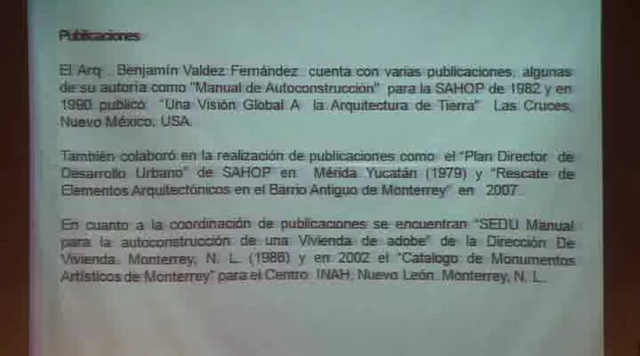 Publicaciones
El Arq. Benjamín Valdez Fernández cuenta con varias publicaciones, algunas
de su autoria como "Manual de Autoconstrucción" para la SAHOP de 1982 y en
1990 publicó "Una Visión Global A la Arquitectura de Tierra" Las Cruces,
Nuevo México, USA.
También colaboró en la realización de publicaciones como el "Plan Director de
Desarrollo Urbano" de SAHOP en Mérida Yucatán (1979) y "Rescate de
Elementos Arquitectónicos en el Barrio Antiguo de Monterrey" en 2007.
En cuanto a la coordinación de publicaciones se encuentran "SEDU Manual
para la autoconstrucción de una Vivienda de adobe" de la Dirección De
Vivienda. Monterrey, N. L. (1986) y en 2002 el "Catalogo de Monumentos
Artísticos de Monterrey" para el Centro INAH, Nuevo León. Monterrey, N. L.